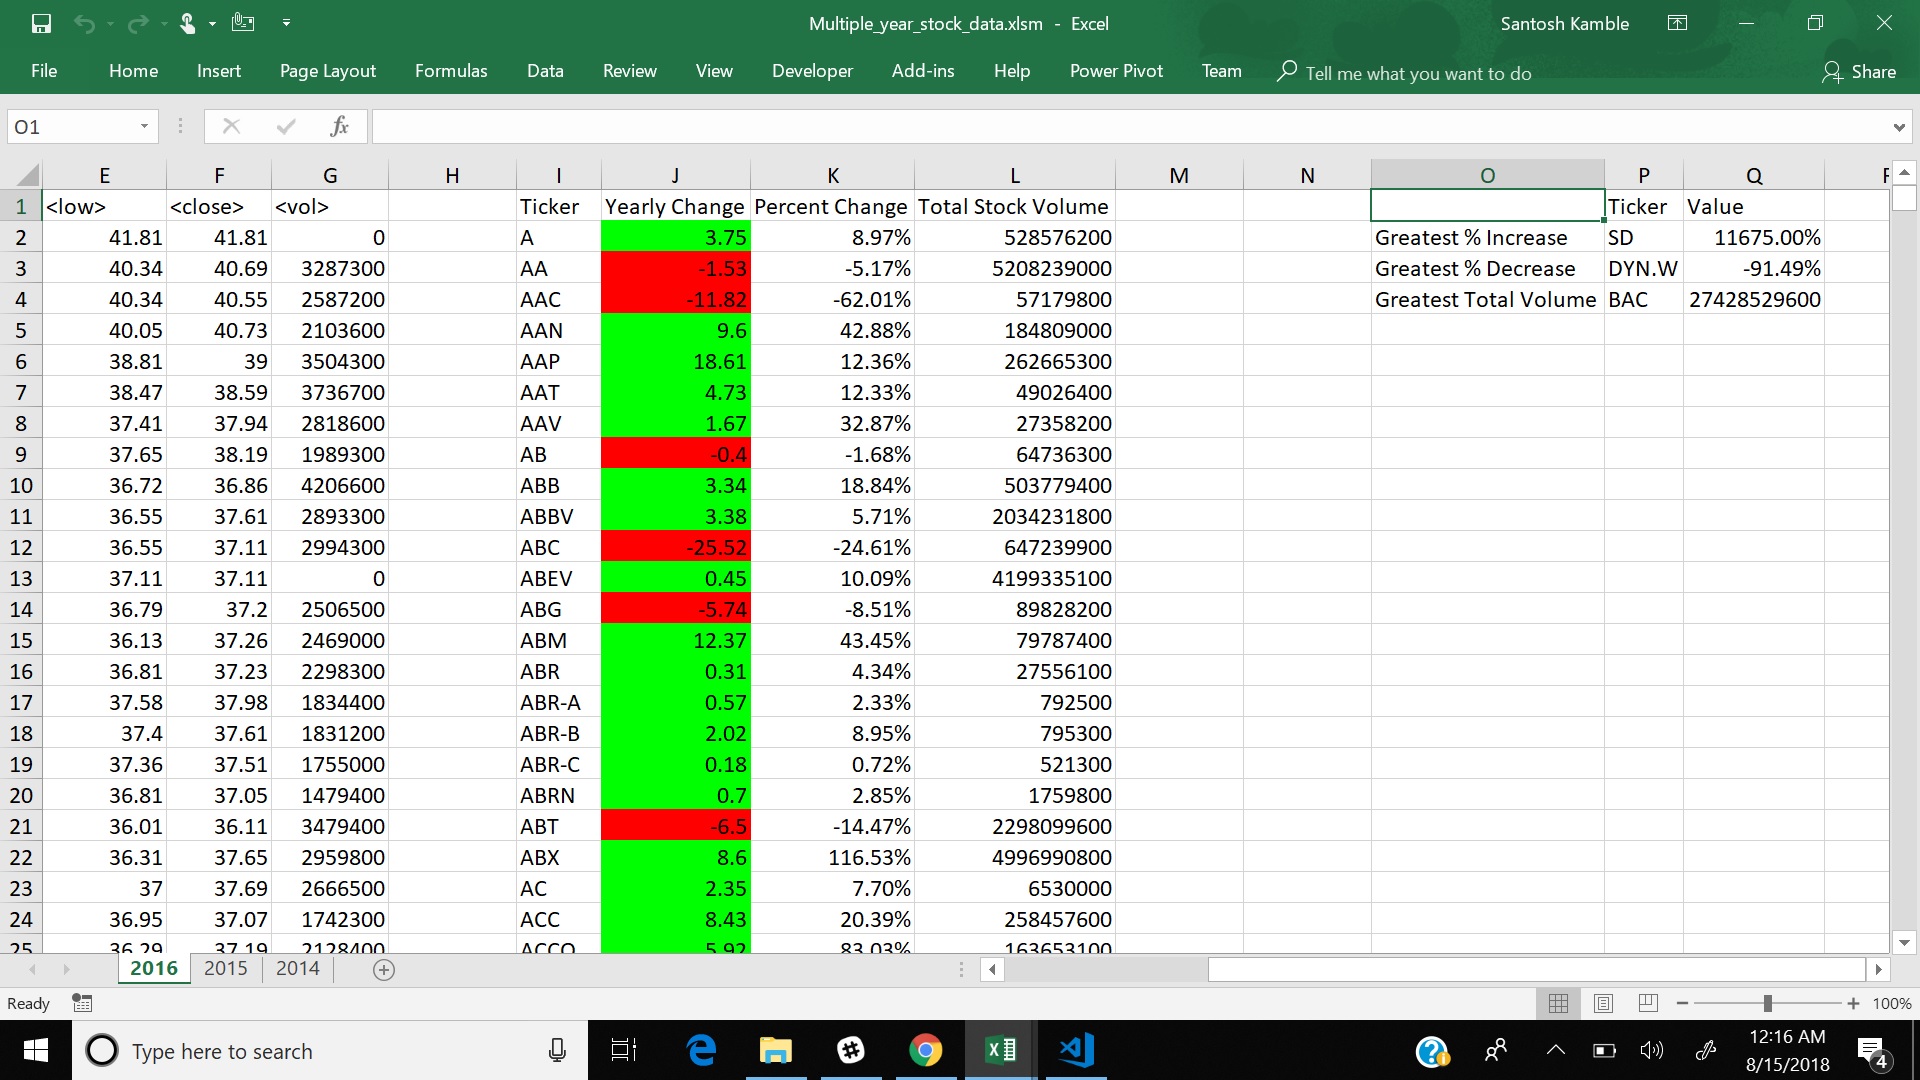 Multiple_year_stock_data.xlsm - Excel
Santosh Kamble
File Home Insert Page Layout Formulas Data Review View Developer Add-ins Help Power Pivot Team Tell me what you want to do Share
O1 fx
E F G H I J K L M N O P Q
1 <low> <close> <vol> Ticker Yearly Change Percent Change Total Stock Volume Ticker Value
2 41.81 41.81 0 A 3.75 8.97% 528576200 Greatest % Increase SD 11675.00%
3 40.34 40.69 3287300 AA -1.53 -5.17% 5208239000 Greatest % Decrease DYN.W -91.49%
4 40.34 40.55 2587200 AAC -11.82 -62.01% 57179800 Greatest Total Volume BAC 27428529600
5 40.05 40.73 2103600 AAN 9.6 42.88% 184809000
6 38.81 39 3504300 AAP 18.61 12.36% 262665300
7 38.47 38.59 3736700 AAT 4.73 12.33% 49026400
8 37.41 37.94 2818600 AAV 1.67 32.87% 27358200
9 37.65 38.19 1989300 AB -0.4 -1.68% 64736300
10 36.72 36.86 4206600 ABB 3.34 18.84% 503779400
11 36.55 37.61 2893300 ABBV 3.38 5.71% 2034231800
12 36.55 37.11 2994300 ABC -25.52 -24.61% 647239900
13 37.11 37.11 0 ABEV 0.45 10.09% 4199335100
14 36.79 37.2 2506500 ABG -5.74 -8.51% 89828200
15 36.13 37.26 2469000 ABM 12.37 43.45% 79787400
16 36.81 37.23 2298300 ABR 0.31 4.34% 27556100
17 37.58 37.98 1834400 ABR-A 0.57 2.33% 792500
18 37.4 37.61 1831200 ABR-B 2.02 8.95% 795300
19 37.36 37.51 1755000 ABR-C 0.18 0.72% 521300
20 36.81 37.05 1479400 ABRN 0.7 2.85% 1759800
21 36.01 36.11 3479400 ABT -6.5 -14.47% 2298099600
22 36.31 37.65 2959800 ABX 8.6 116.53% 4996990800
23 37 37.69 2666500 AC 2.35 7.70% 6530000
24 36.95 37.07 1742300 ACC 8.43 20.39% 258457600
25 36.29 37.19 2128400 ACCO 5.92 83.03% 163653100
2016 2015 2014
Ready 100%
Type here to search
12:16 AM
8/15/2018
4